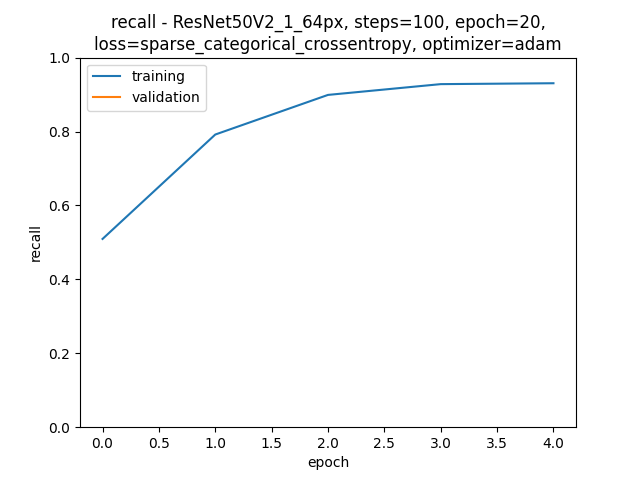 recall - ResNet50V2_1_64px, steps=100, epoch=20,
loss=sparse_categorical_crossentropy, optimizer=adam
training
validation
1.0
0.8
0.6
0.4
0.2
0.0
recall
0.0 0.5 1.0 1.5 2.0 2.5 3.0 3.5 4.0
epoch